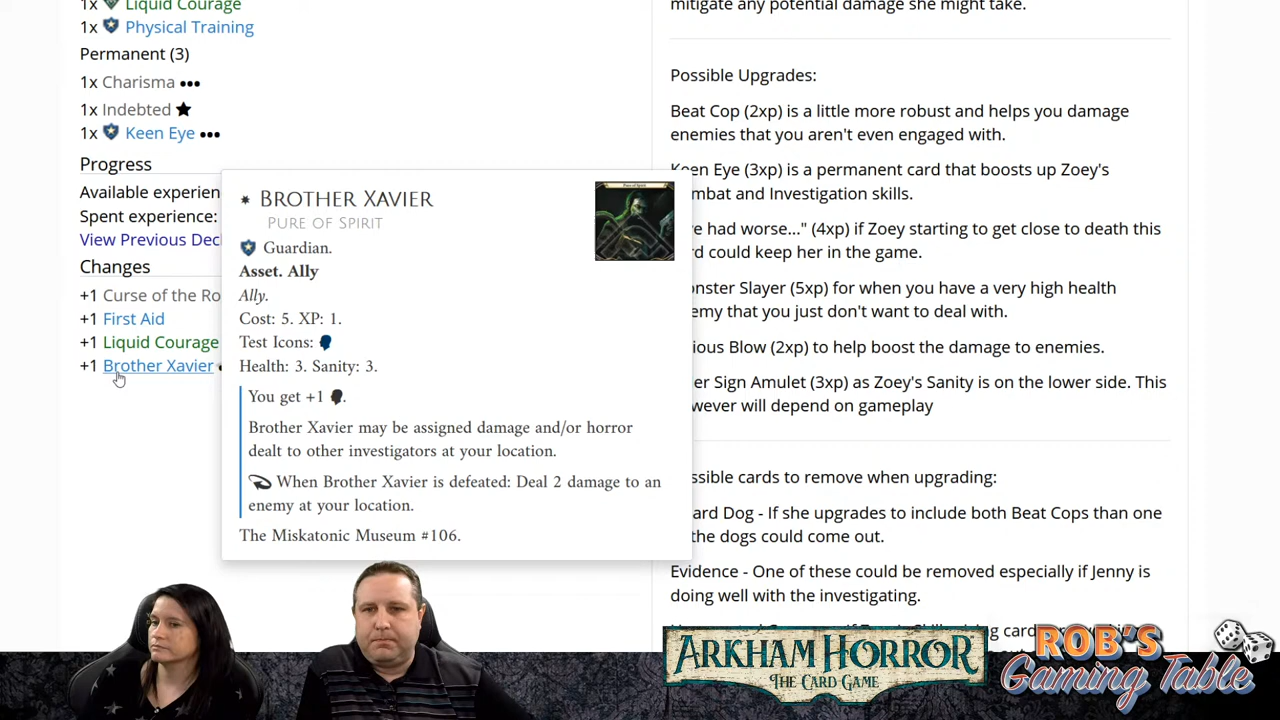 1x Liquid Courage
1x Physical Training
Permanent (3)
1x Charisma
1x Indebted
1x Keen Eye
Progress
Available experien
Spent experience:
View Previous Dec
Changes
+1 Curse of the Ro
+1 First Aid
+1 Liquid Courage
+1 Brother Xavier
BROTHER XAVIER
PURE OF SPIRIT
Guardian.
Asset. Ally
Ally.
Cost: 5. XP: 1.
Test Icons:
Health: 3. Sanity: 3.
You get +1 .
Brother Xavier may be assigned damage and/or horror
dealt to other investigators at your location.
When Brother Xavier is defeated: Deal 2 damage to an
enemy at your location.
The Miskatonic Museum #106.
mitigate any potential damage she might take.
Possible Upgrades:
Beat Cop (2xp) is a little more robust and helps you damage
enemies that you aren't even engaged with.
Keen Eye (3xp) is a permanent card that boosts up Zoey's
mbat and Investigation skills.
ve had worse..." (4xp) if Zoey starting to get close to death this
rd could keep her in the game.
onster Slayer (5xp) for when you have a very high health
emy that you just don't want to deal with.
cious Blow (2xp) to help boost the damage to enemies.
er Sign Amulet (3xp) as Zoey's Sanity is on the lower side. This
wever will depend on gameplay
ssible cards to remove when upgrading:
ard Dog - If she upgrades to include both Beat Cops than one
the dogs could come out.
Evidence - One of these could be removed especially if Jenny is
doing well with the investigating.
ARKHAM HORROR
THE CARD GAME
ROB'S
Gaming Table